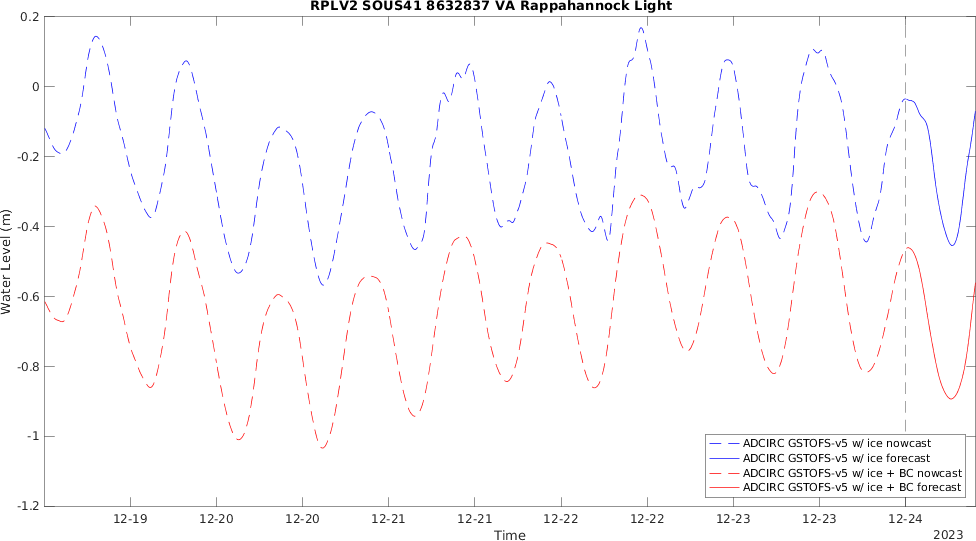 RPLV2 SOUS41 8632837 VA Rappahannock Light
0.2
0
-0.2
-0.4
-0.6
-0.8
-1
-1.2
Water Level (m)
12-19 12-20 12-20 12-21 12-21 12-22 12-22 12-23 12-23 12-24
Time
2023
ADCIRC GSTOFS-v5 w/ ice nowcast
ADCIRC GSTOFS-v5 w/ ice forecast
ADCIRC GSTOFS-v5 w/ ice + BC nowcast
ADCIRC GSTOFS-v5 w/ ice + BC forecast